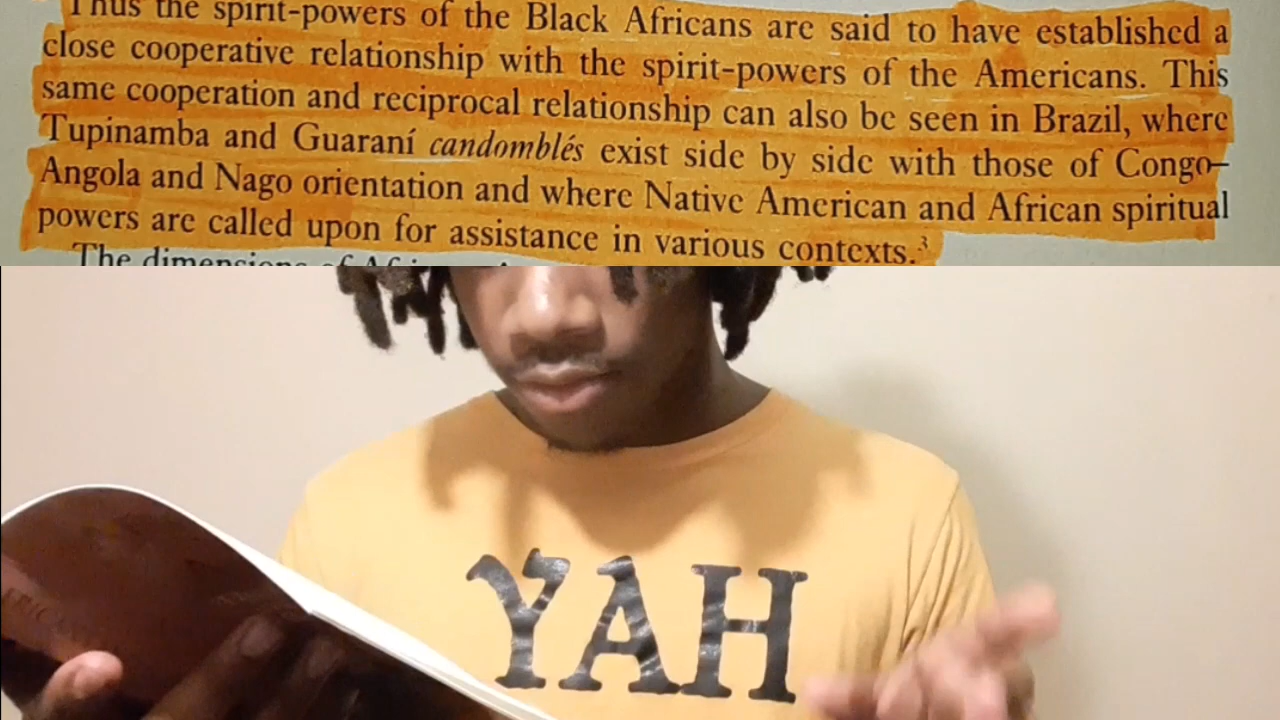 Thus the spirit-powers of the Black Africans are said to have established a
close cooperative relationship with the spirit-powers of the Americans. This
same cooperation and reciprocal relationship can also be seen in Brazil, where
Tupinamba and Guaraní candomblés exist side by side with those of Congo–
Angola and Nago orientation and where Native American and African spiritual
powers are called upon for assistance in various contexts.³
The dimensions of
YAH